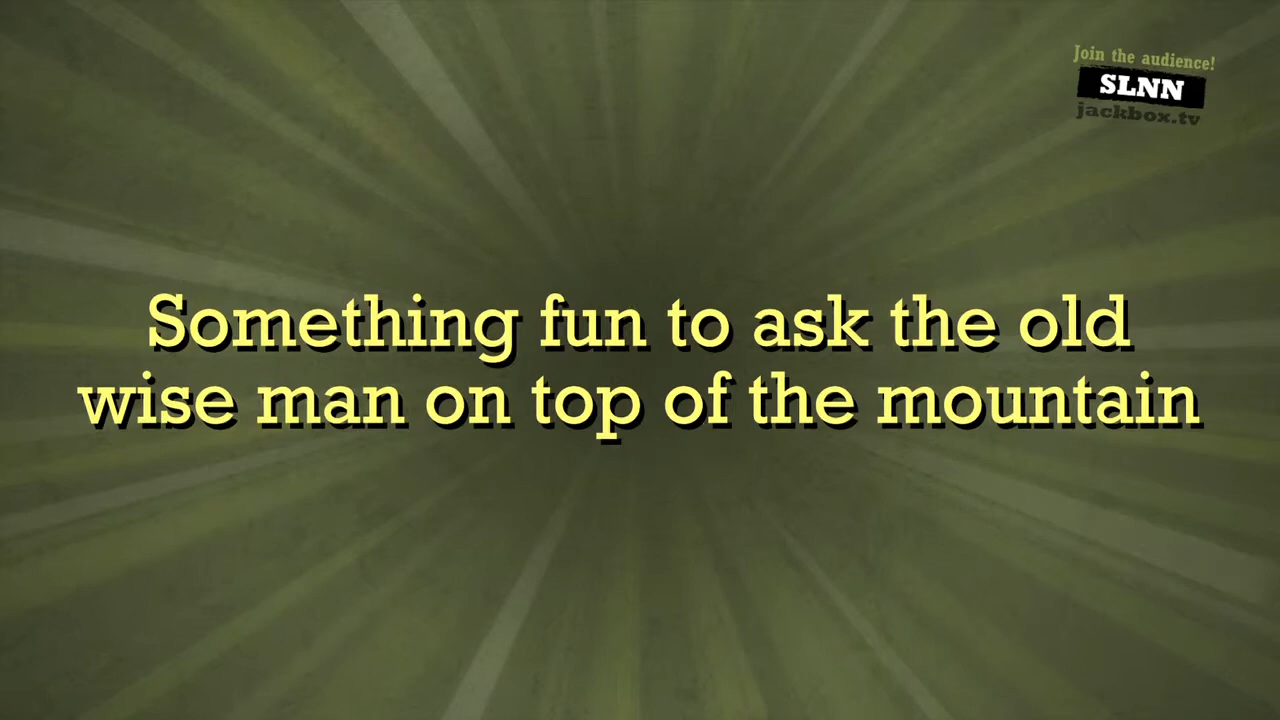 Join the audience!
SLNN
jackbox.tv
Something fun to ask the old
wise man on top of the mountain